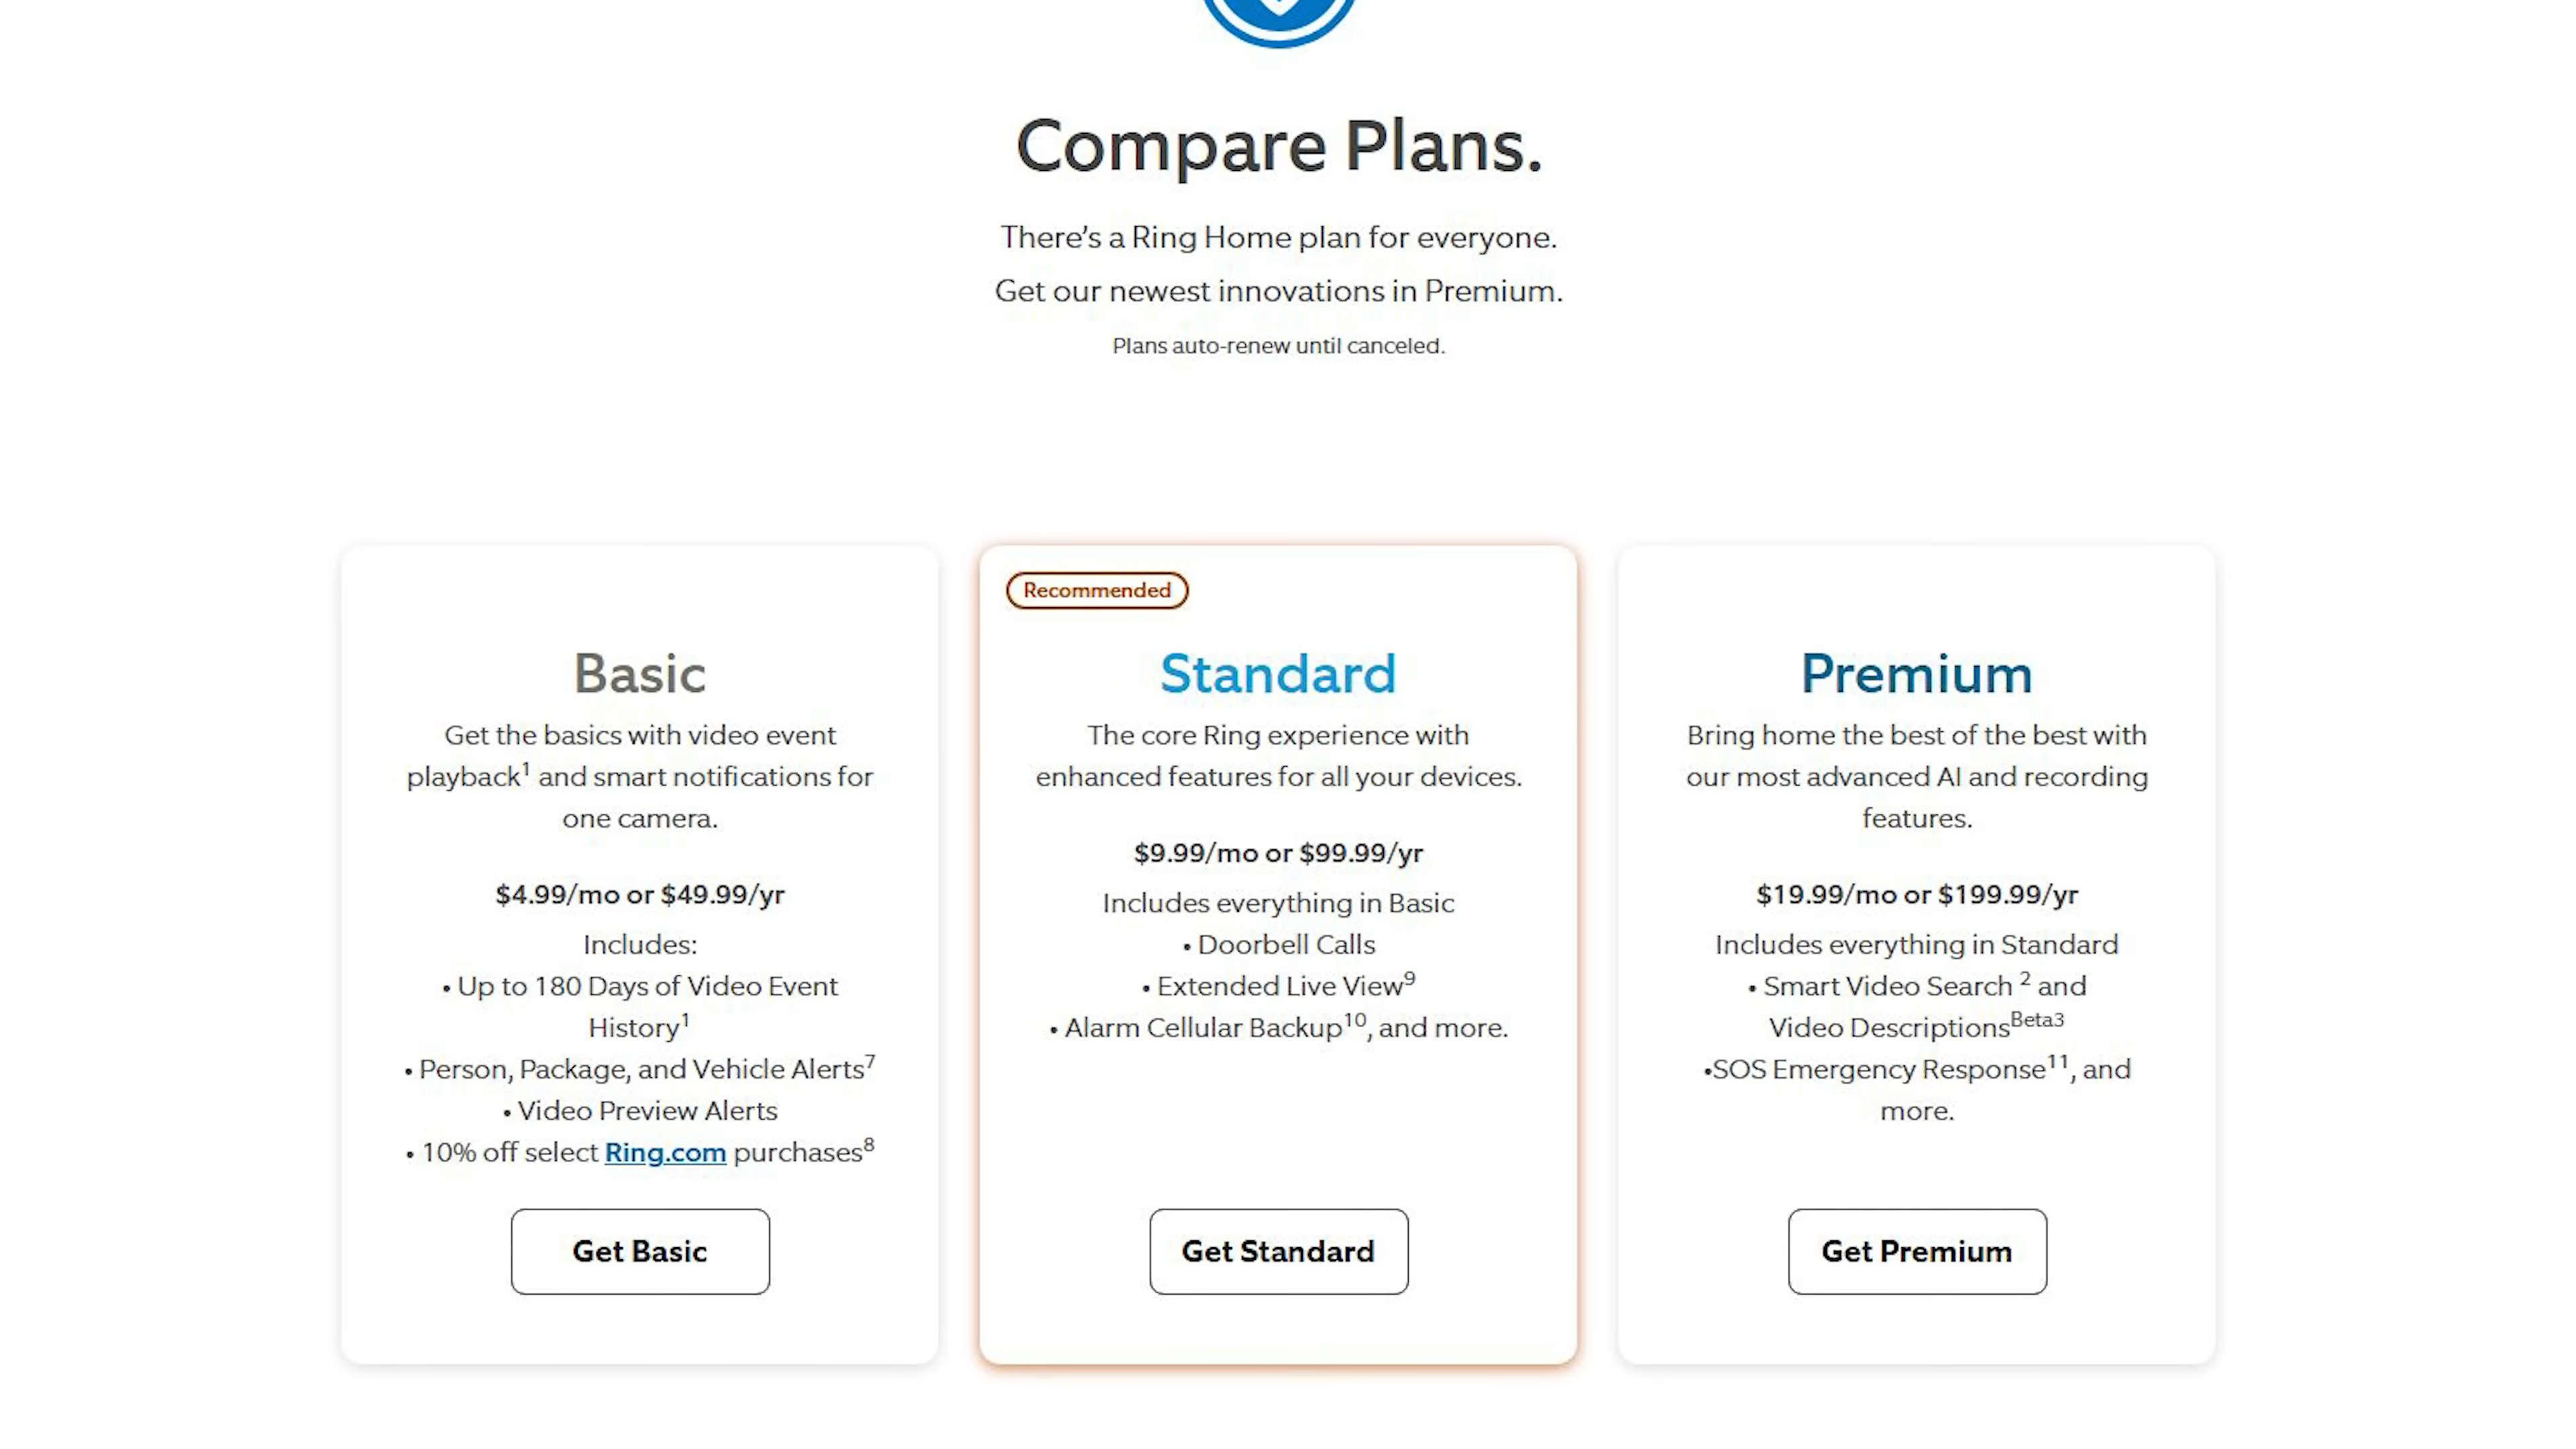 Compare Plans.
There's a Ring Home plan for everyone.
Get our newest innovations in Premium.
Plans auto-renew until canceled.
Basic
Get the basics with video event
playback¹ and smart notifications for
one camera.
$4.99/mo or $49.99/yr
Includes:
• Up to 180 Days of Video Event
History¹
• Person, Package, and Vehicle Alerts⁷
• Video Preview Alerts
• 10% off select Ring.com purchases⁸
Get Basic
Recommended
Standard
The core Ring experience with
enhanced features for all your devices.
$9.99/mo or $99.99/yr
Includes everything in Basic
• Doorbell Calls
• Extended Live View⁹
• Alarm Cellular Backup¹⁰, and more.
Get Standard
Premium
Bring home the best of the best with
our most advanced AI and recording
features.
$19.99/mo or $199.99/yr
Includes everything in Standard
• Smart Video Search ² and
Video Descriptions Beta3
•SOS Emergency Response¹¹, and
more.
Get Premium